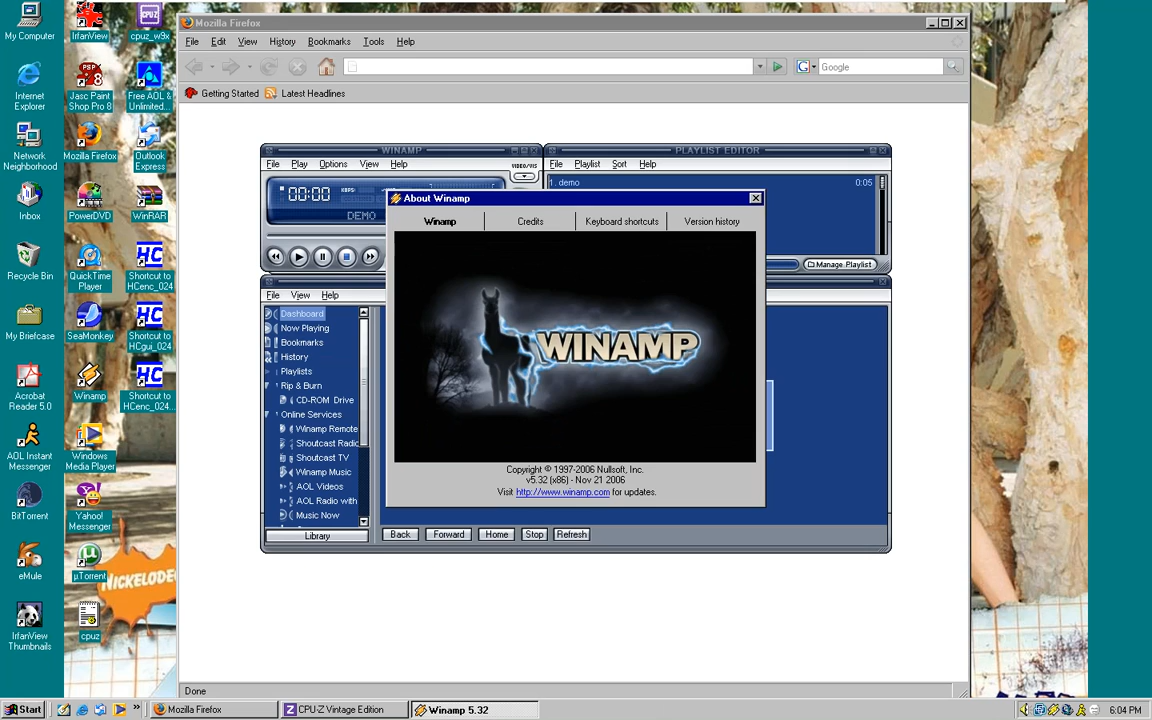 My Computer
Internet
Explorer
Network
Neighborhood
Inbox
Recycle Bin
My Briefcase
Acrobat
Reader 5.0
AOL Instant
Messenger
BitTorrent
eMule
IrfanView
Thumbnails
IrfanView
Jasc Paint
Shop Pro 8
Mozilla Firefox
PowerDVD
QuickTime
Player
SeaMonkey
Winamp
Windows
Media Player
Yahoo!
Messenger
µTorrent
cpuz
cpuz_w9x
Free AOL &
Unlimited...
Outlook
Express
WinRAR
Shortcut to
HCenc_024
Shortcut to
HCgui_024
Shortcut to
HCenc_024...
NICKELODEO
Mozilla Firefox
File Edit View History Bookmarks Tools Help
Google
Getting Started Latest Headlines
WINAMP
File Play Options View Help
VIDEO/VIS
00:00
KBPS
DEMO
PLAYLIST EDITOR
File Playlist Sort Help
1. demo 0:05
Manage Playlist
File View Help
Dashboard
Now Playing
Bookmarks
History
Playlists
Rip & Burn
CD-ROM Drive
Online Services
Winamp Remote
Shoutcast Radio
Shoutcast TV
Winamp Music
AOL Videos
AOL Radio with
Music Now
Library
Back Forward Home Stop Refresh
About Winamp
Winamp Credits Keyboard shortcuts Version history
WINAMP
Copyright © 1997-2006 Nullsoft, Inc.
v5.32 (x86) - Nov 21 2006
Visit http://www.winamp.com for updates.
Done
Start Mozilla Firefox CPU-Z Vintage Edition Winamp 5.32 6:04 PM